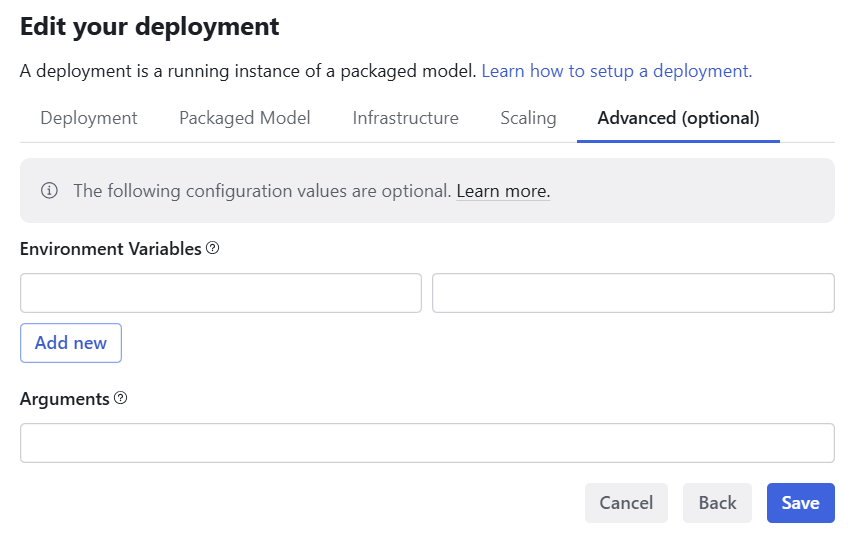 Edit your deployment
A deployment is a running instance of a packaged model. Learn how to setup a deployment.
Deployment Packaged Model Infrastructure Scaling Advanced (optional)
The following configuration values are optional. Learn more.
Environment Variables
Add new
Arguments
Cancel Back Save